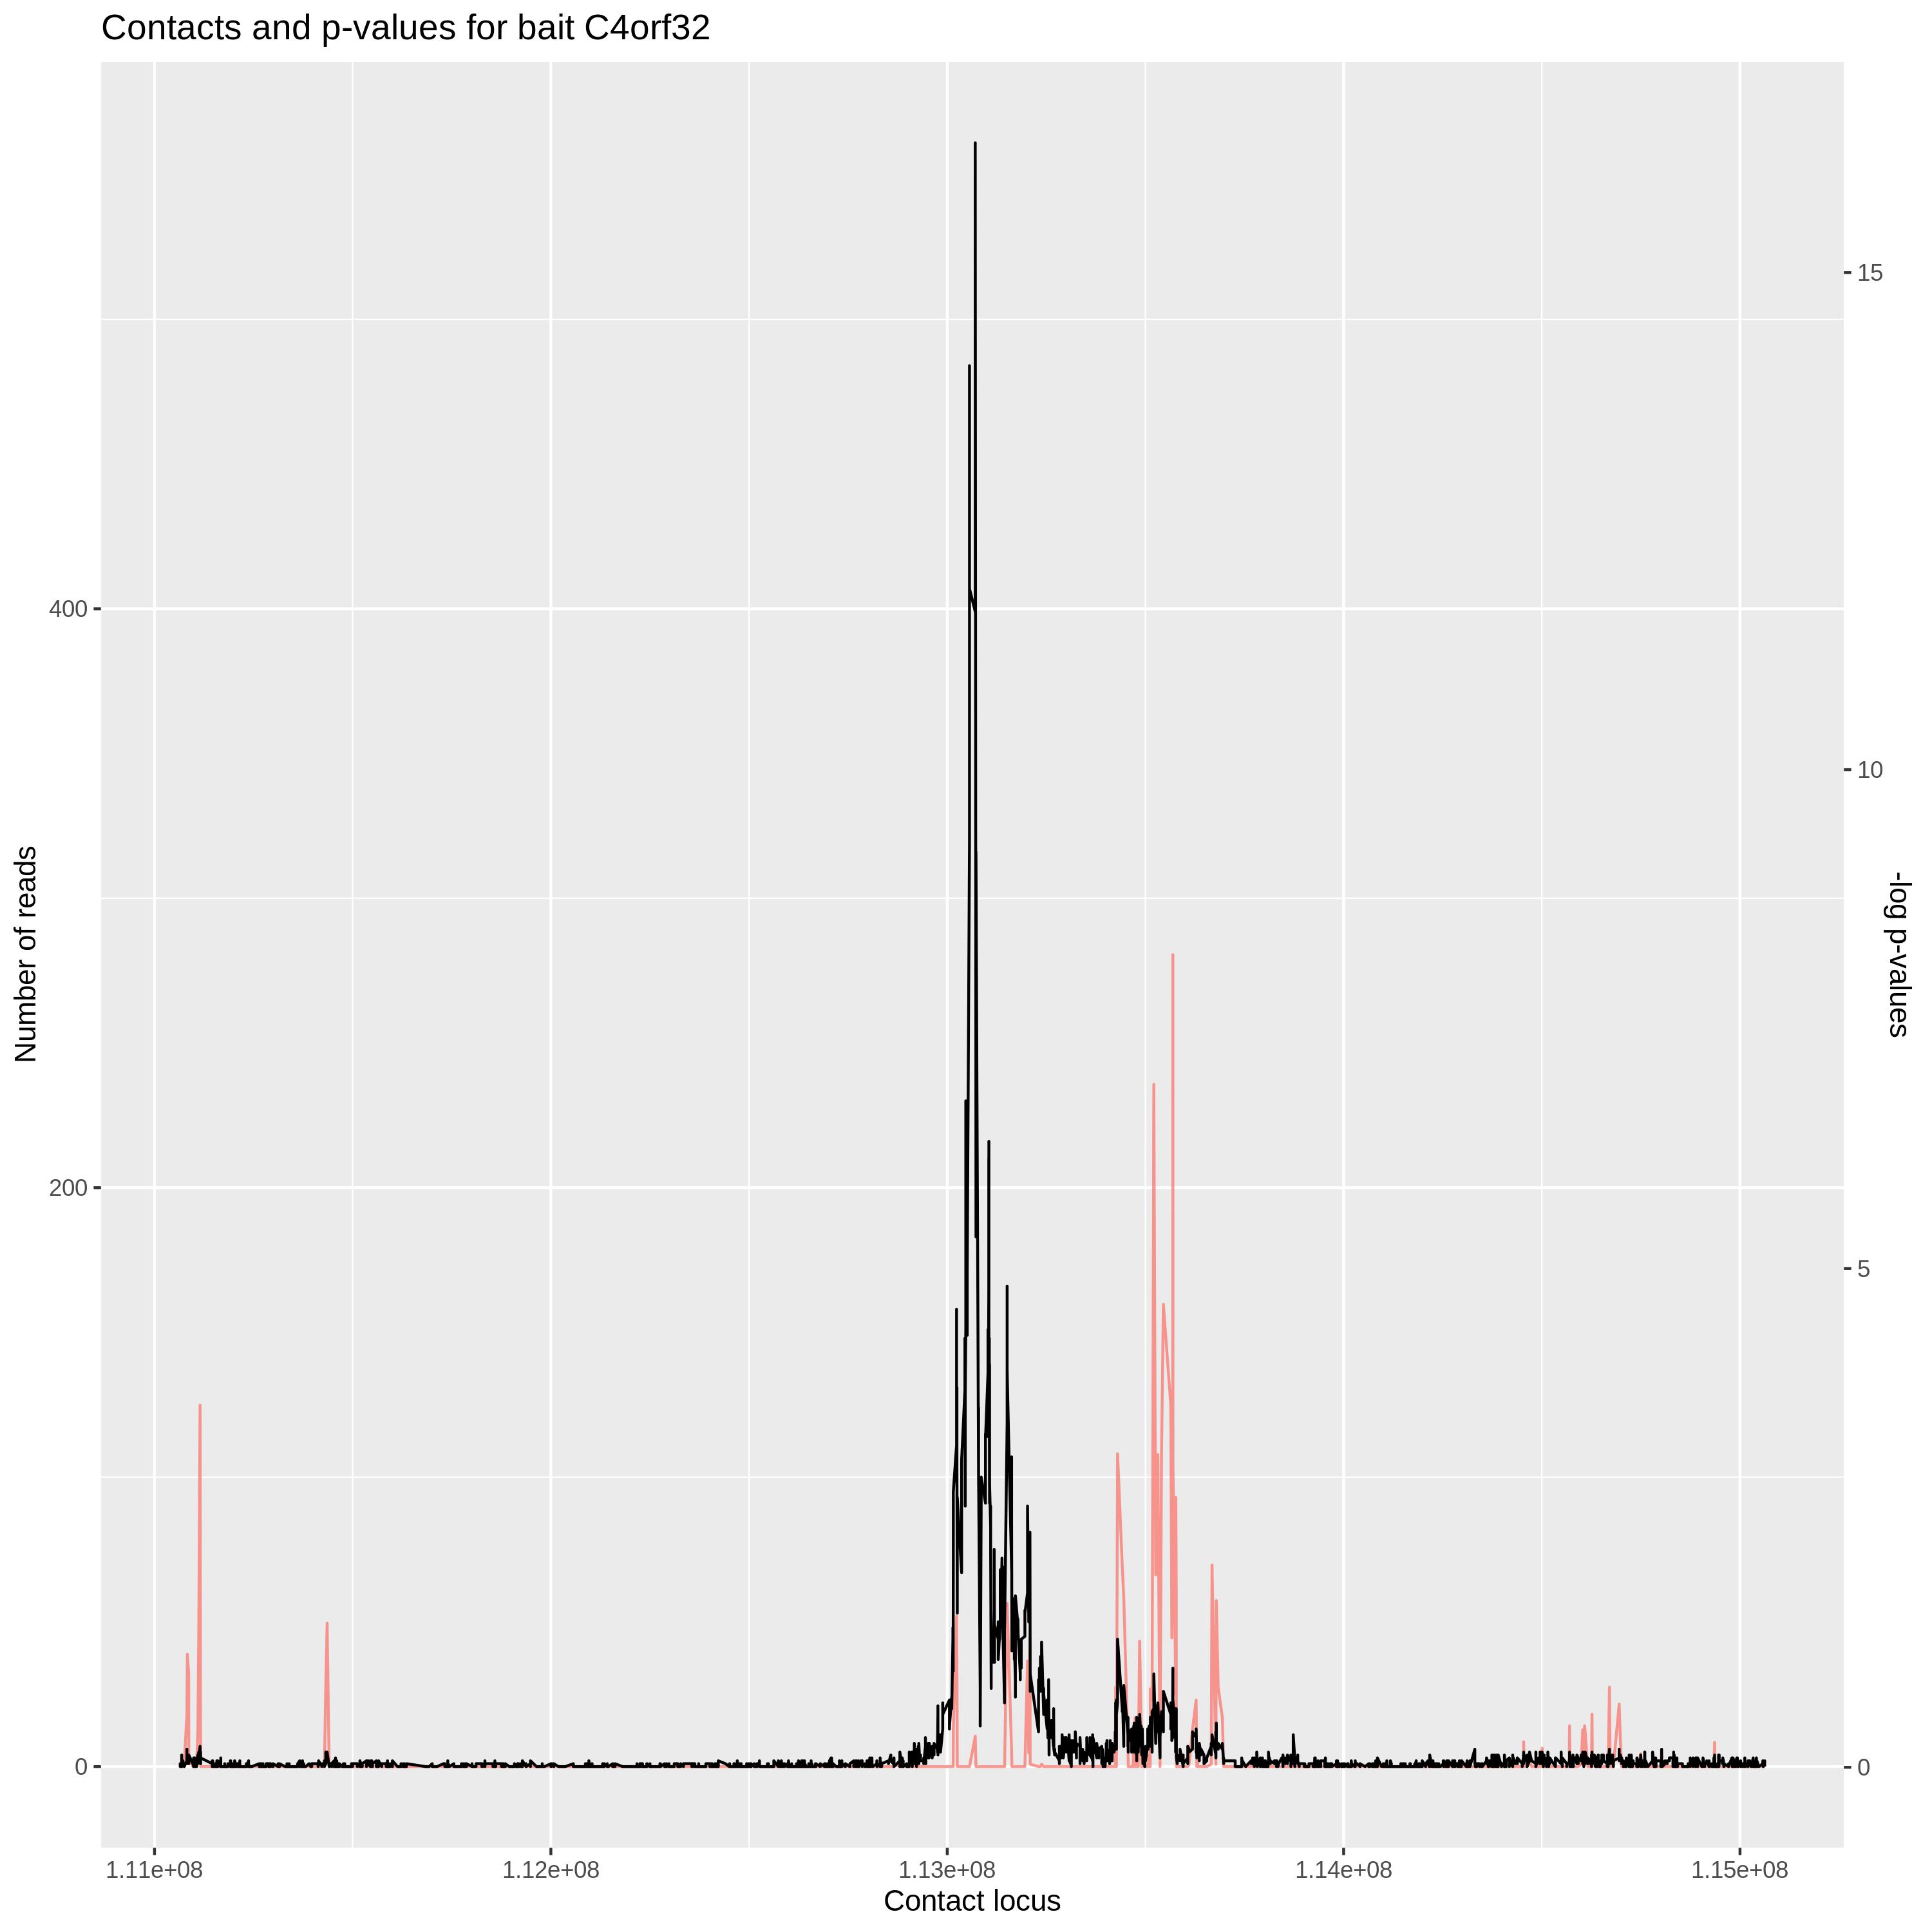 Contacts and p-values for bait C4orf32
15
400
10
Number of reads
-log p-values
200
5
0
0
1.11e+08
1.12e+08
1.13e+08
1.14e+08
1.15e+08
Contact locus